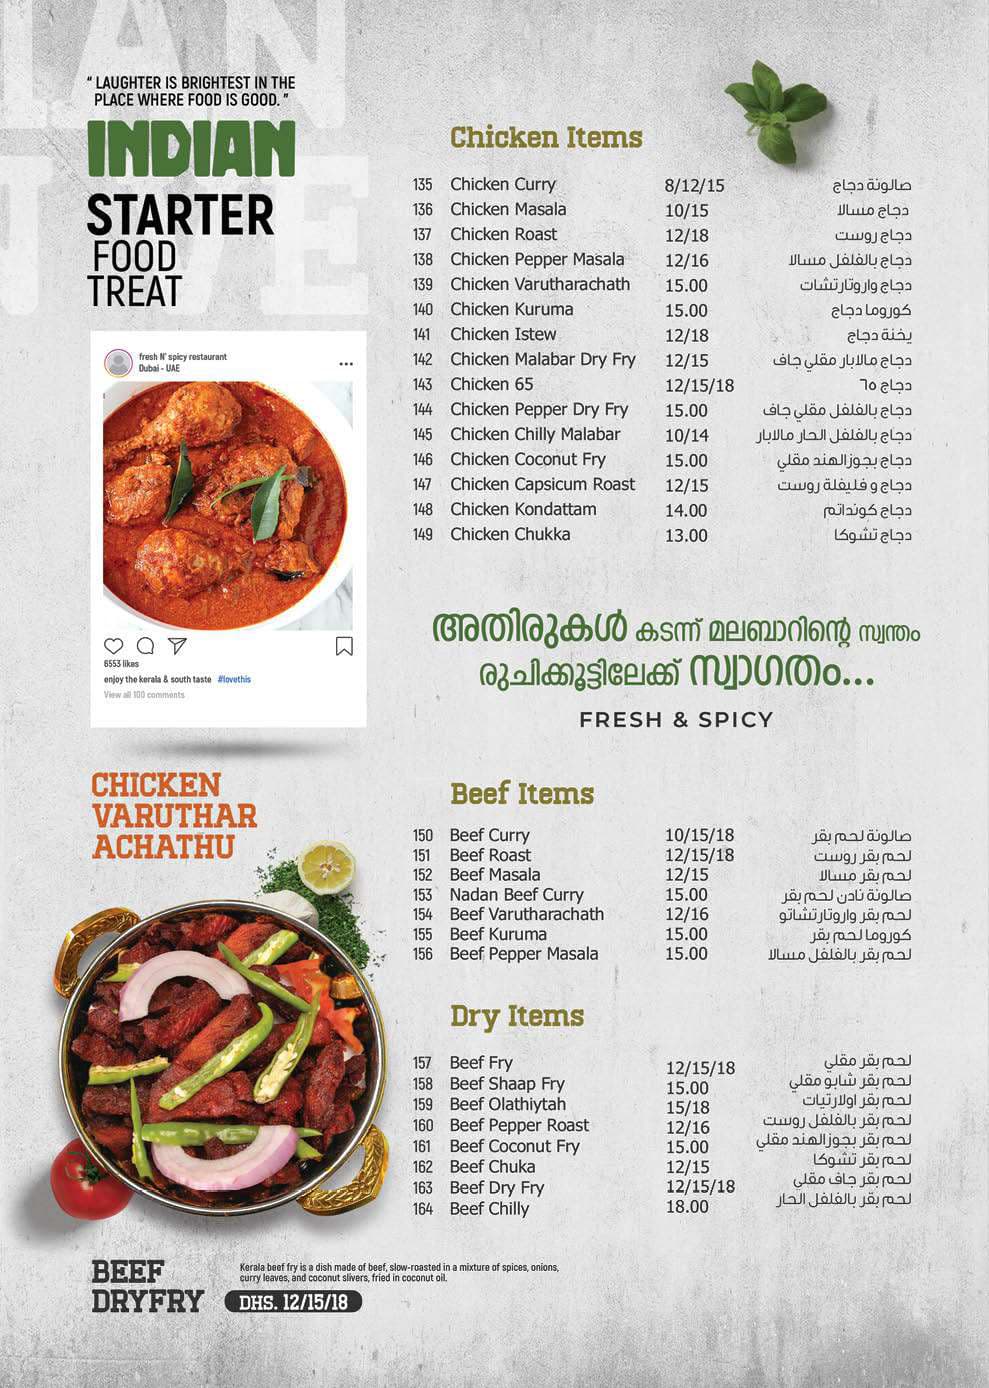 IAN
IVE
“ LAUGHTER IS BRIGHTEST IN THE
PLACE WHERE FOOD IS GOOD. ”
INDIAN
STARTER
FOOD
TREAT
fresh N' spicy restaurant
Dubai - UAE
6553 likes
enjoy the kerala & south taste #lovethis
View all 100 comments
Chicken Items
135 Chicken Curry 8/12/15 صالونة دجاج
136 Chicken Masala 10/15 دجاج مسالا
137 Chicken Roast 12/18 دجاج روست
138 Chicken Pepper Masala 12/16 دجاج بالفلفل مسالا
139 Chicken Varutharachath 15.00 دجاج واروتارتشات
140 Chicken Kuruma 15.00 كوروما دجاج
141 Chicken Istew 12/18 يخنة دجاج
142 Chicken Malabar Dry Fry 12/15 دجاج مالابار مقلي جاف
143 Chicken 65 12/15/18 دجاج ٦٥
144 Chicken Pepper Dry Fry 15.00 دجاج بالفلفل مقلي جاف
145 Chicken Chilly Malabar 10/14 دجاج بالفلفل الحار مالابار
146 Chicken Coconut Fry 15.00 دجاج بجوزالهند مقلي
147 Chicken Capsicum Roast 12/15 دجاج و فليفلة روست
148 Chicken Kondattam 14.00 دجاج كونداتم
149 Chicken Chukka 13.00 دجاج تشوكا
അതിരുകൾ കടന്ന് മലബാറിന്റെ സ്വന്തം
രുചിക്കൂട്ടിലേക്ക് സ്വാഗതം...
FRESH & SPICY
CHICKEN
VARUTHAR
ACHATHU
Beef Items
150 Beef Curry 10/15/18 صالونة لحم بقر
151 Beef Roast 12/15/18 لحم بقر روست
152 Beef Masala 12/15 لحم بقر مسالا
153 Nadan Beef Curry 15.00 صالونة نادن لحم بقر
154 Beef Varutharachath 12/16 لحم بقر واروتارتشاتو
155 Beef Kuruma 15.00 كوروما لحم بقر
156 Beef Pepper Masala 15.00 لحم بقر بالفلفل مسالا
Dry Items
157 Beef Fry 12/15/18 لحم بقر مقلي
158 Beef Shaap Fry 15.00 لحم بقر شابو مقلي
159 Beef Olathiytah 15/18 لحم بقر اولارتيات
160 Beef Pepper Roast 12/16 لحم بقر بالفلفل روست
161 Beef Coconut Fry 15.00 لحم بقر بجوزالهند مقلي
162 Beef Chuka 12/15 لحم بقر تشوكا
163 Beef Dry Fry 12/15/18 لحم بقر جاف مقلي
164 Beef Chilly 18.00 لحم بقر بالفلفل الحار
BEEF
DRYFRY
Kerala beef fry is a dish made of beef, slow-roasted in a mixture of spices, onions,
curry leaves, and coconut slivers, fried in coconut oil.
DHS. 12/15/18